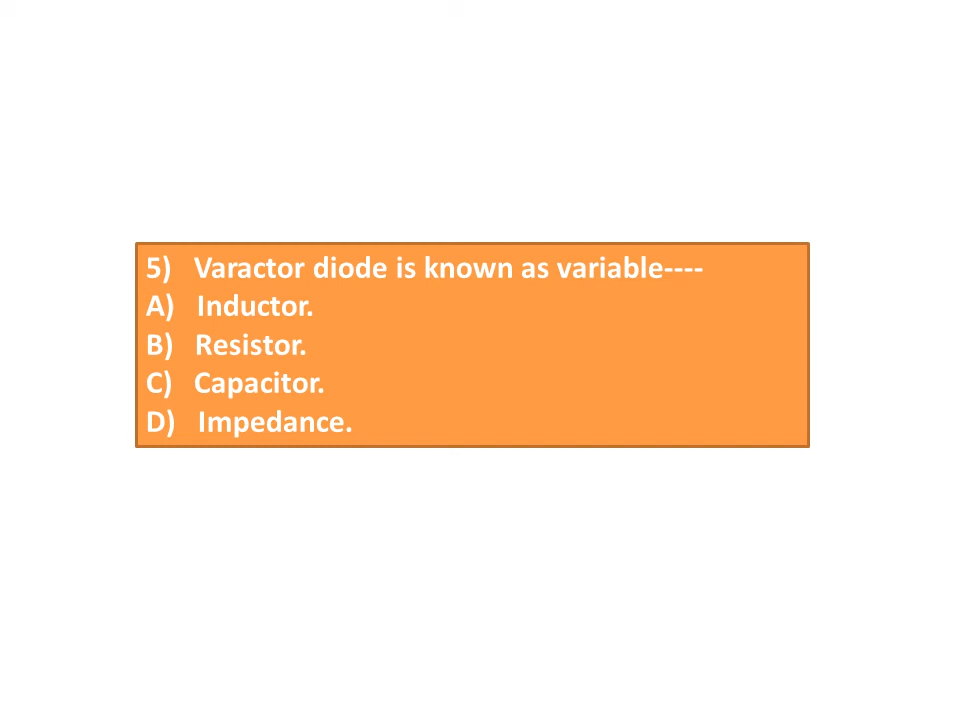 5) Varactor diode is known as variable----
A) Inductor.
B) Resistor.
C) Capacitor.
D) Impedance.